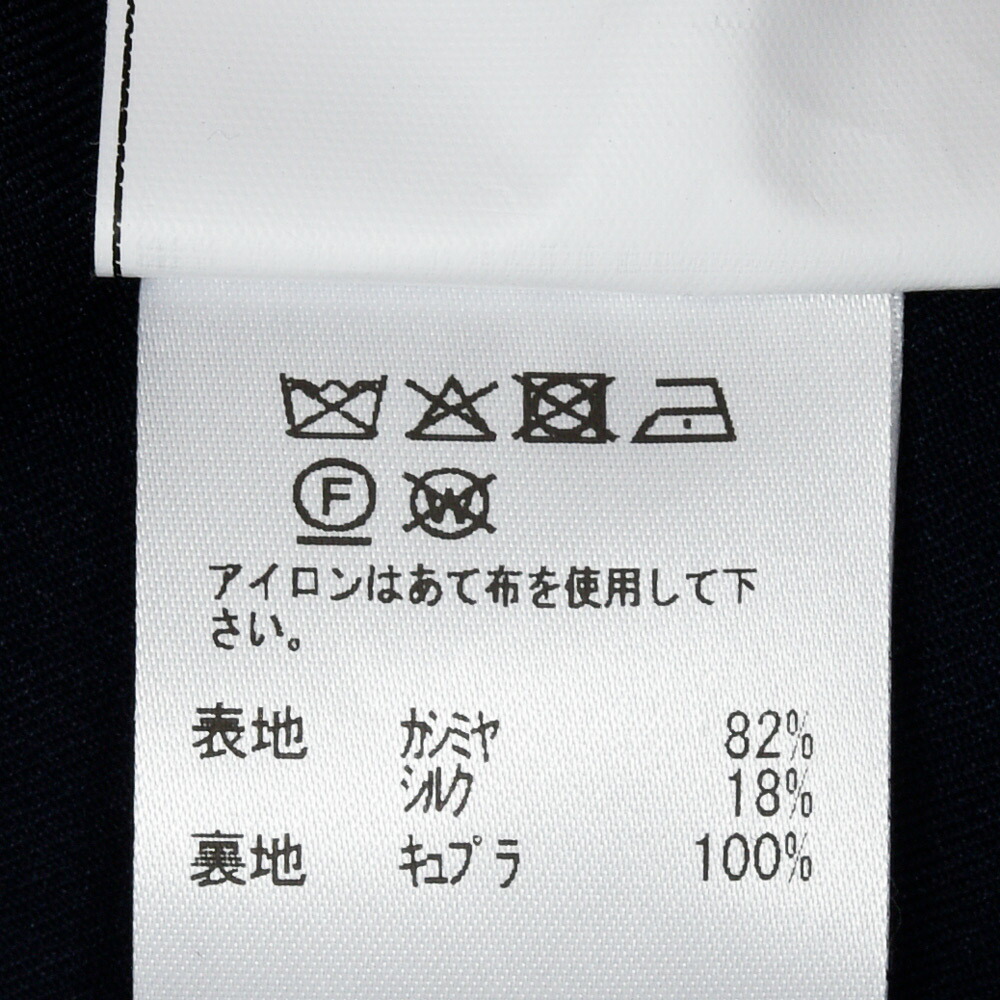 F W
アイロンはあて布を使用して下
さい。
表地 カシミヤ 82%
シルク 18%
裏地 キュプラ 100%